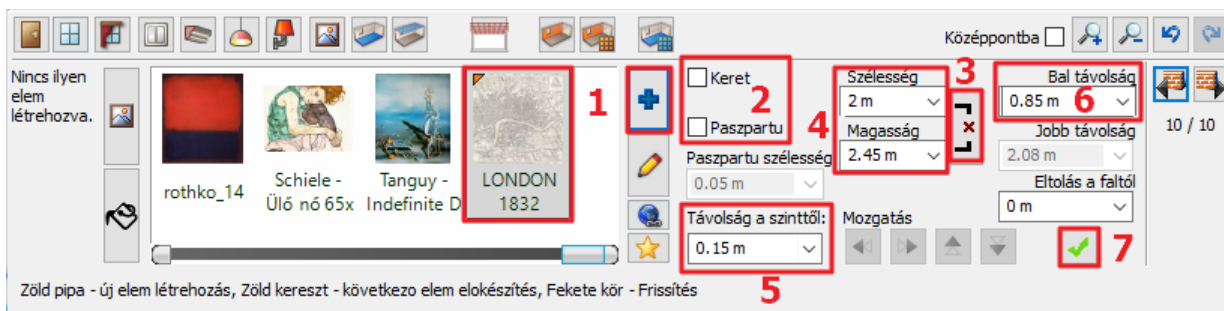 Középpontba
Nincs ilyen
elem
létrehozva.
rothko_14
Schiele -
Ülő nő 65x
Tanguy -
Indefinite D
LONDON
1832
1
Keret
2
Paszpartu
Paszpartu szélesség
0.05 m
Távolság a szinttől:
0.15 m
5
Szélesség
2 m
4
Magasság
2.45 m
3
Mozgatás
Bal távolság
0.85 m
6
Jobb távolság
2.08 m
Eltolás a faltól
0 m
7
10 / 10
Zöld pipa - új elem létrehozás, Zöld kereszt - következo elem elokészítés, Fekete kör - Frissítés